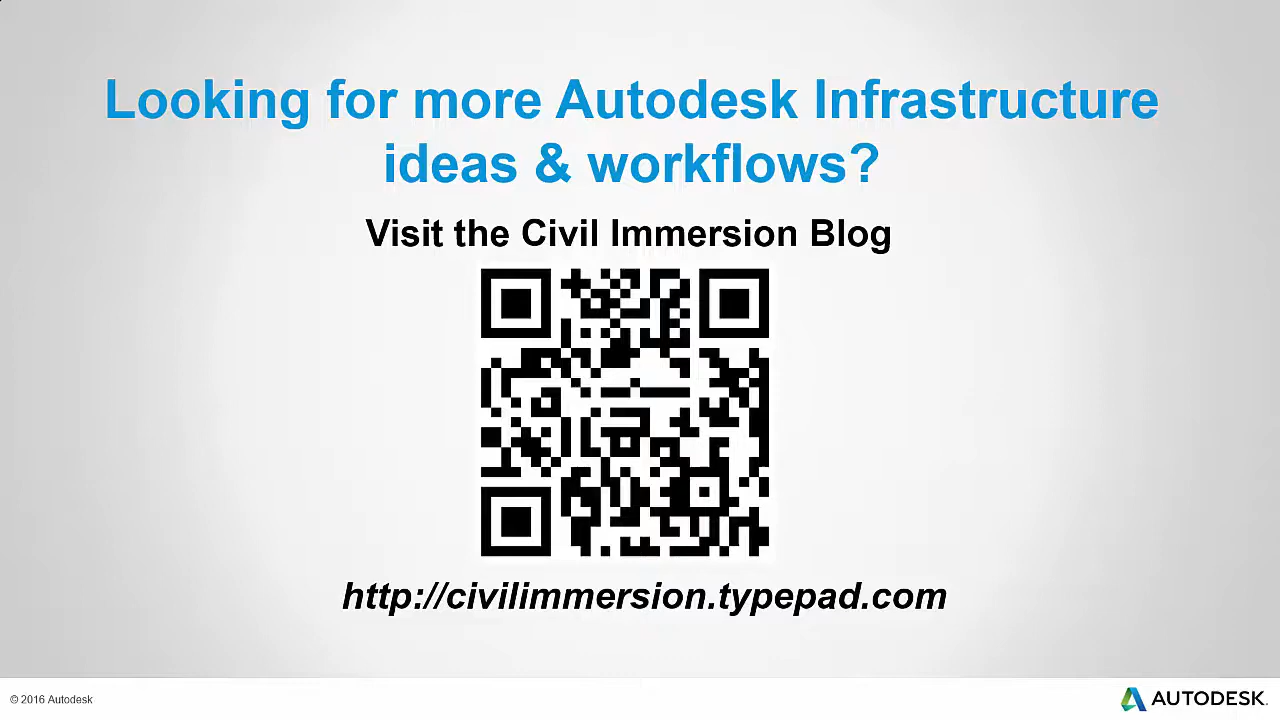 Looking for more Autodesk Infrastructure
ideas & workflows?
Visit the Civil Immersion Blog
http://civilimmersion.typepad.com
© 2016 Autodesk
AUTODESK.